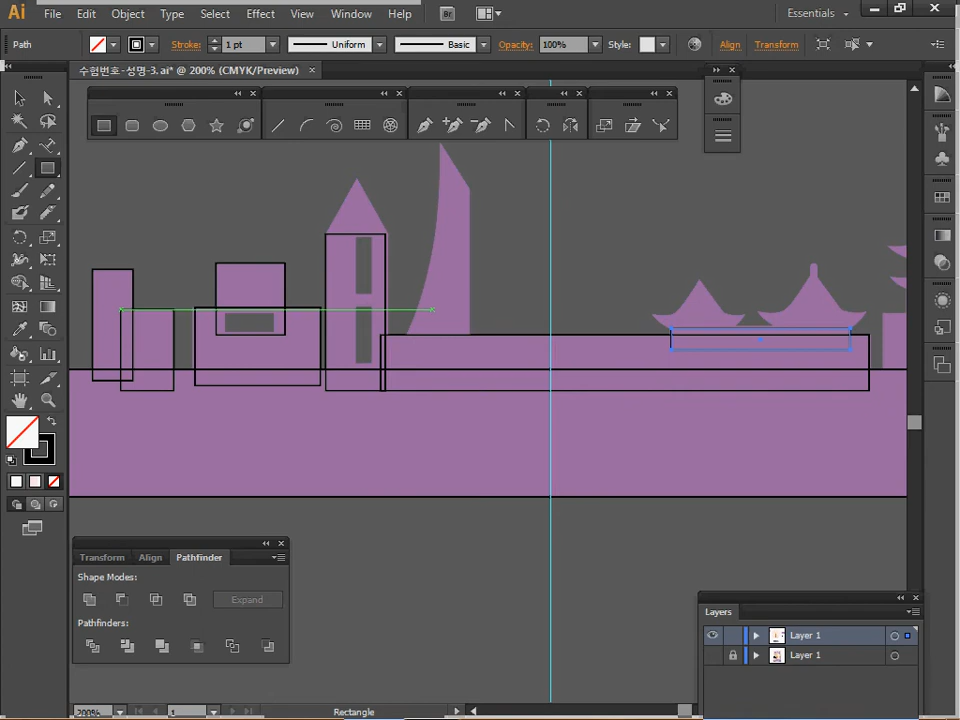 Ai File Edit Object Type Select Effect View Window Help Br Essentials
Path Stroke: 1 pt Uniform Basic Opacity: 100% Style: Align Transform
수험번호-성명-3.ai* @ 200% (CMYK/Preview)
Transform Align Pathfinder
Shape Modes:
Expand
Pathfinders:
Layers
Layer 1
Layer 1
200% 1 Rectangle